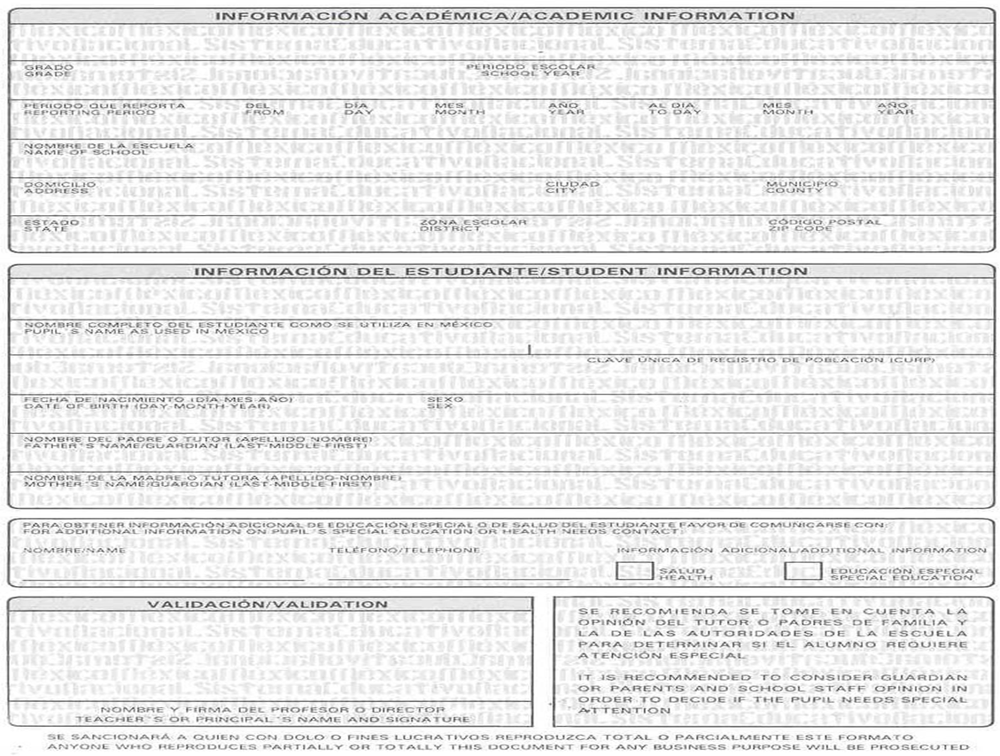 INFORMACIÓN ACADÉMICA/ACADEMIC INFORMATION
GRADO PERIODO ESCOLAR
GRADE SCHOOL YEAR
PERIODO QUE REPORTA DEL DÍA MES AÑO AL DIA MES AÑO
REPORTING PERIOD FROM DAY MONTH YEAR TO DAY MONTH YEAR
NOMBRE DE LA ESCUELA
NAME OF SCHOOL
DOMICILIO CIUDAD MUNICIPIO
ADDRESS CITY COUNTY
ESTADO ZONA ESCOLAR CÓDIGO POSTAL
STATE DISTRICT ZIP CODE
INFORMACIÓN DEL ESTUDIANTE/STUDENT INFORMATION
NOMBRE COMPLETO DEL ESTUDIANTE COMO SE UTILIZA EN MÉXICO
PUPIL´S NAME AS USED IN MEXICO
CLAVE ÚNICA DE REGISTRO DE POBLACIÓN (CURP)
FECHA DE NACIMIENTO (DÍA-MES-AÑO) SEXO
DATE OF BIRTH (DAY-MONTH-YEAR) SEX
NOMBRE DEL PADRE O TUTOR (APELLIDO NOMBRE)
FATHER´S NAME/GUARDIAN (LAST-MIDDLE-FIRST)
NOMBRE DE LA MADRE O TUTORA (APELLIDO-NOMBRE)
MOTHER´S NAME/GUARDIAN (LAST-MIDDLE-FIRST)
PARA OBTENER INFORMACIÓN ADICIONAL DE EDUCACIÓN ESPECIAL O DE SALUD DEL ESTUDIANTE FAVOR DE COMUNICARSE CON:
FOR ADDITIONAL INFORMATION ON PUPIL´S SPECIAL EDUCATION OR HEALTH NEEDS CONTACT:
NOMBRE/NAME TELÉFONO/TELEPHONE INFORMACIÓN ADICIONAL/ADDITIONAL INFORMATION
SALUD EDUCACIÓN ESPECIAL
HEALTH SPECIAL EDUCATION
VALIDACIÓN/VALIDATION
NOMBRE Y FIRMA DEL PROFESOR O DIRECTOR
TEACHER´S OR PRINCIPAL´S NAME AND SIGNATURE
SE RECOMIENDA SE TOME EN CUENTA LA
OPINIÓN DEL TUTOR O PADRES DE FAMILIA Y
LA DE LAS AUTORIDADES DE LA ESCUELA
PARA DETERMINAR SI EL ALUMNO REQUIERE
ATENCIÓN ESPECIAL
IT IS RECOMMENDED TO CONSIDER GUARDIAN
OR PARENTS AND SCHOOL STAFF OPINION IN
ORDER TO DECIDE IF THE PUPIL NEEDS SPECIAL
ATTENTION
SE SANCIONARÁ A QUIEN CON DOLO O FINES LUCRATIVOS REPRODUZCA TOTAL O PARCIALMENTE ESTE FORMATO
ANYONE WHO REPRODUCES PARTIALLY OR TOTALLY THIS DOCUMENT FOR ANY BUSINESS PURPOSE WILL BE PROSECUTED